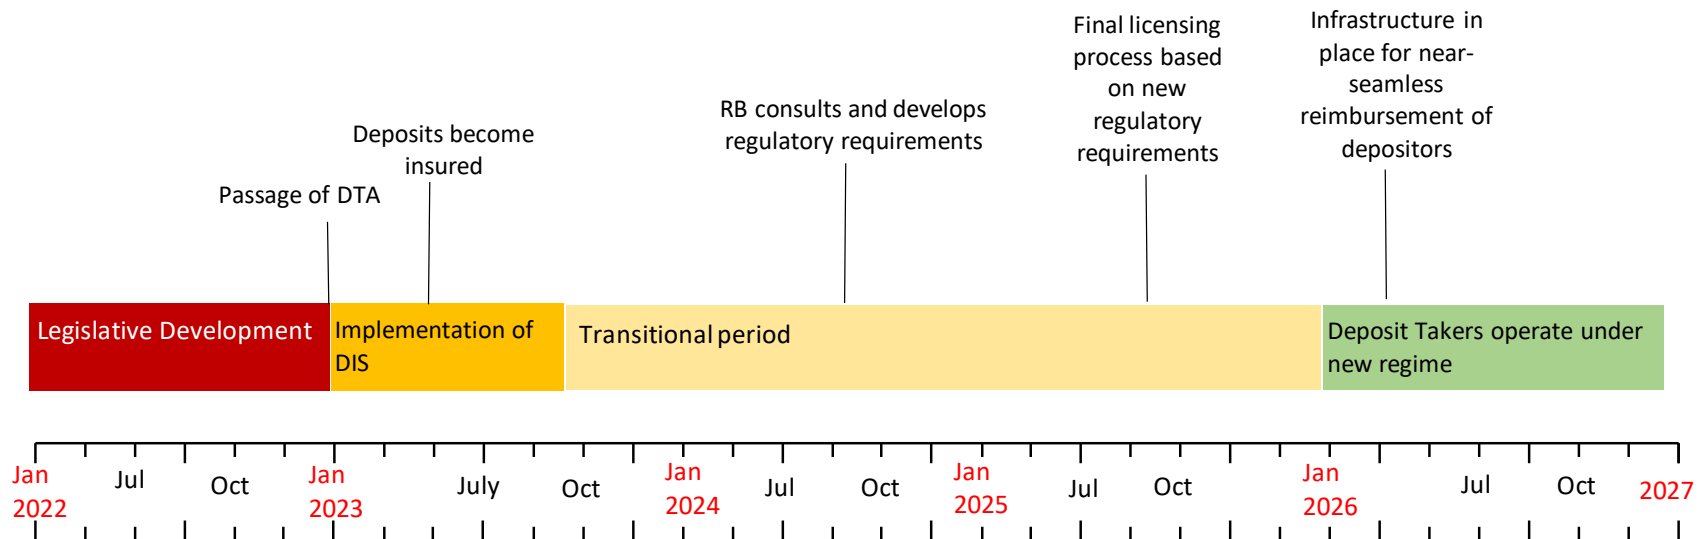 Final licensing
process based
on new
regulatory
requirements
Infrastructure in
place for near-
seamless
reimbursement of
depositors
RB consults and develops
regulatory requirements
Deposits become
insured
Passage of DTA
Legislative Development
Implementation of
DIS
Transitional period
Deposit Takers operate under
new regime
Jan
2022
Jul
Oct
Jan
2023
July
Oct
Jan
2024
Jul
Oct
Jan
2025
Jul
Oct
Jan
2026
Jul
Oct
2027